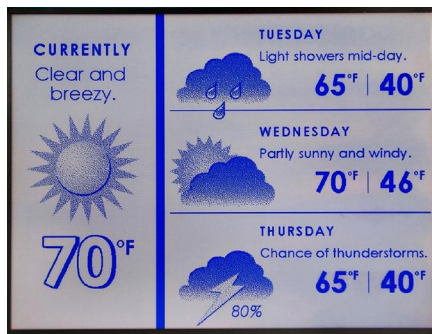 CURRENTLY
Clear and
breezy.
70°F
TUESDAY
Light showers mid-day.
65°F | 40°F
WEDNESDAY
Partly sunny and windy.
70°F | 46°F
THURSDAY
Chance of thunderstorms.
65°F | 40°F
80%